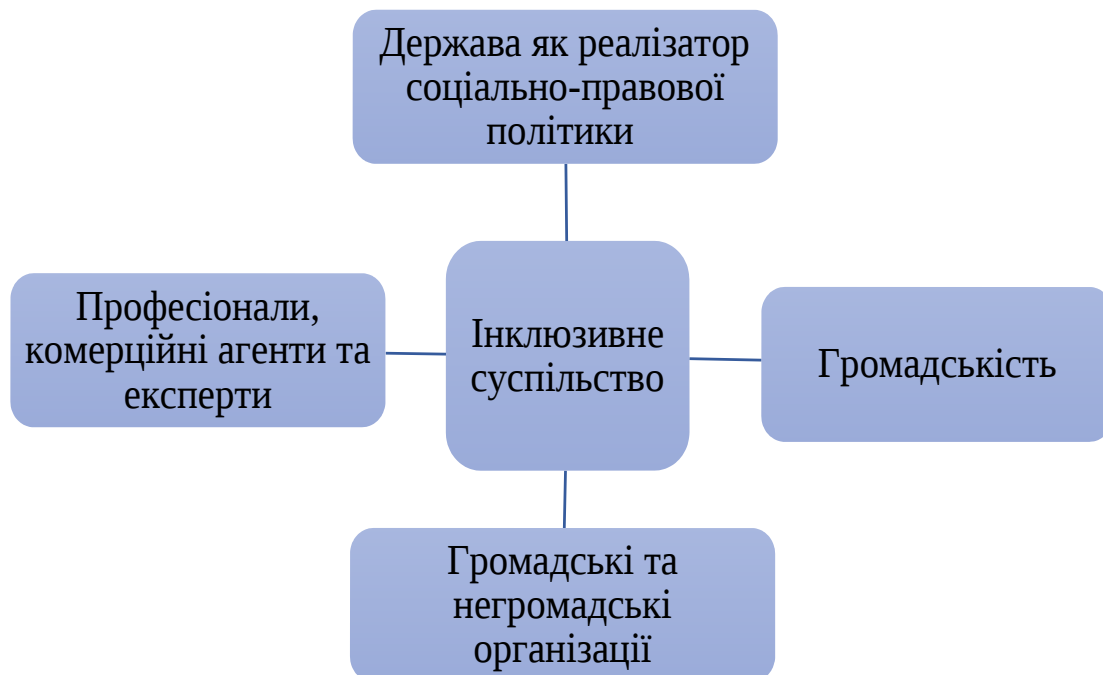 Держава як реалізатор
соціально-правової
політики
Професіонали,
комерційні агенти та
експерти
Інклюзивне
суспільство
Громадськість
Громадські та
негромадські
організації